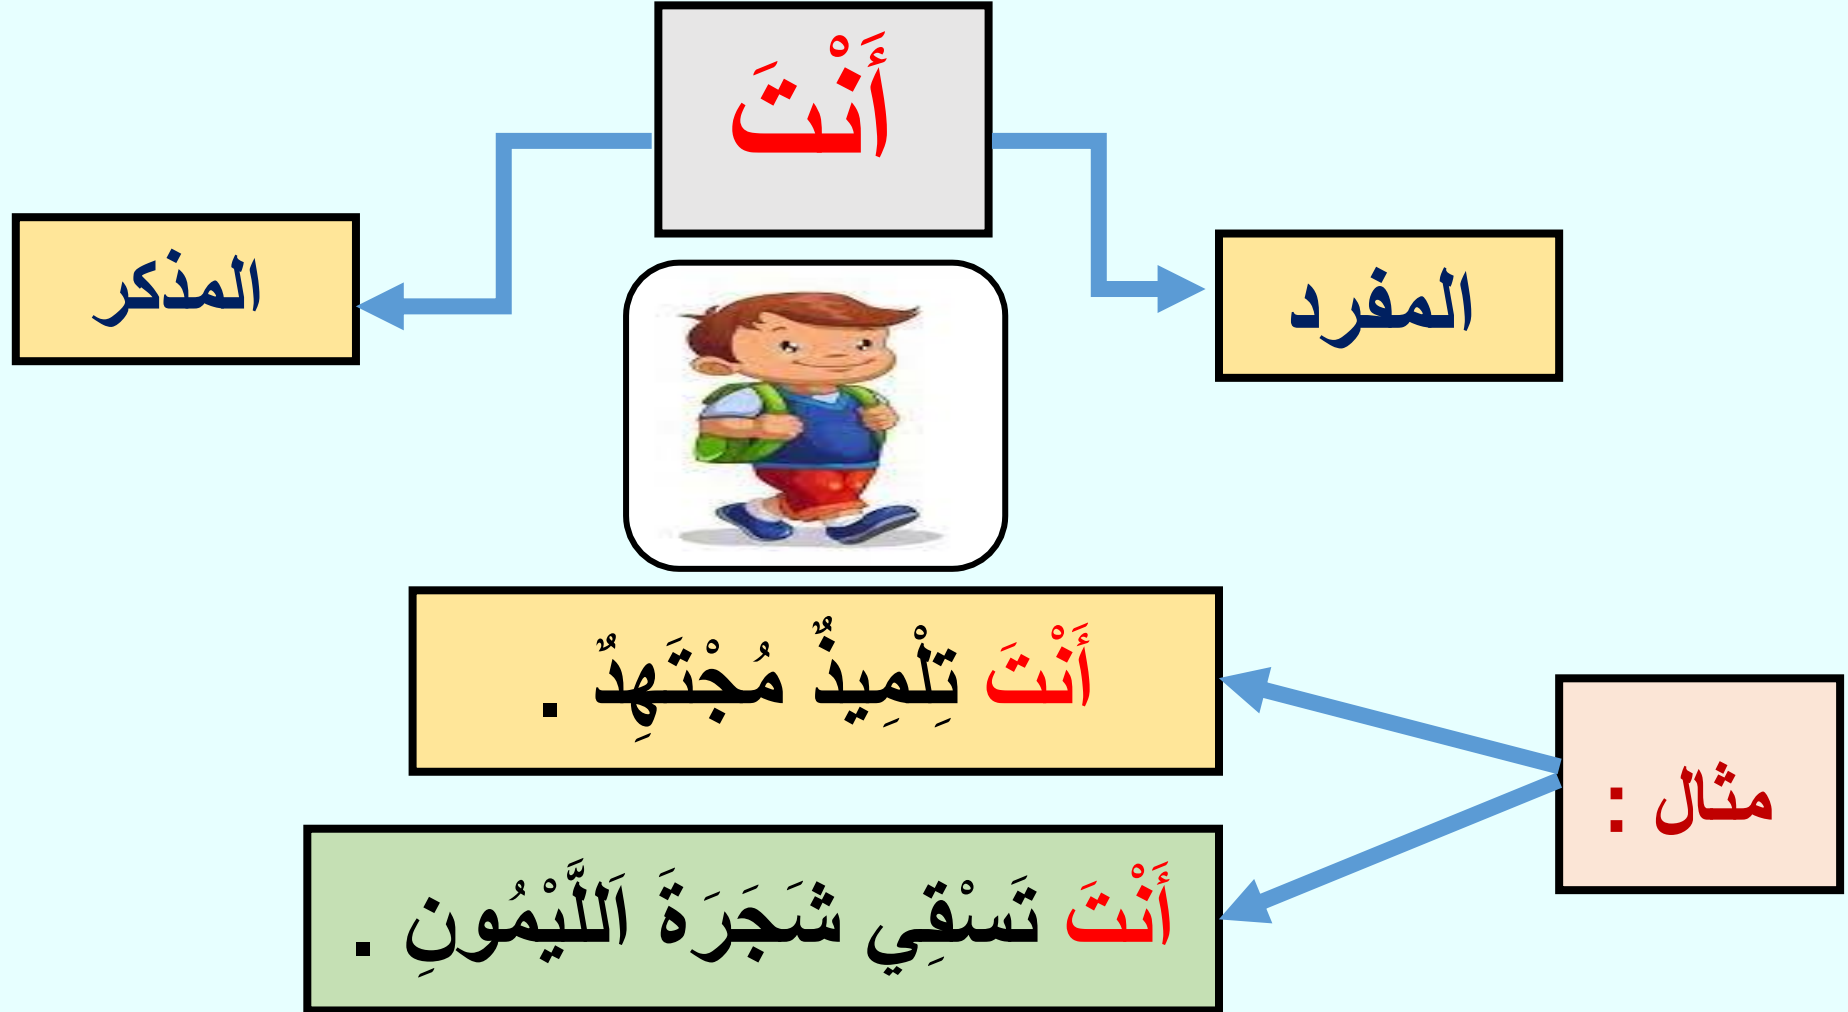 أَنْتَ
المفرد
المذكر
أَنْتَ تِلْمِيذٌ مُجْتَهِدٌ .
مثال :
أَنْتَ تَسْقِي شَجَرَةَ اَللَّيْمُونِ .